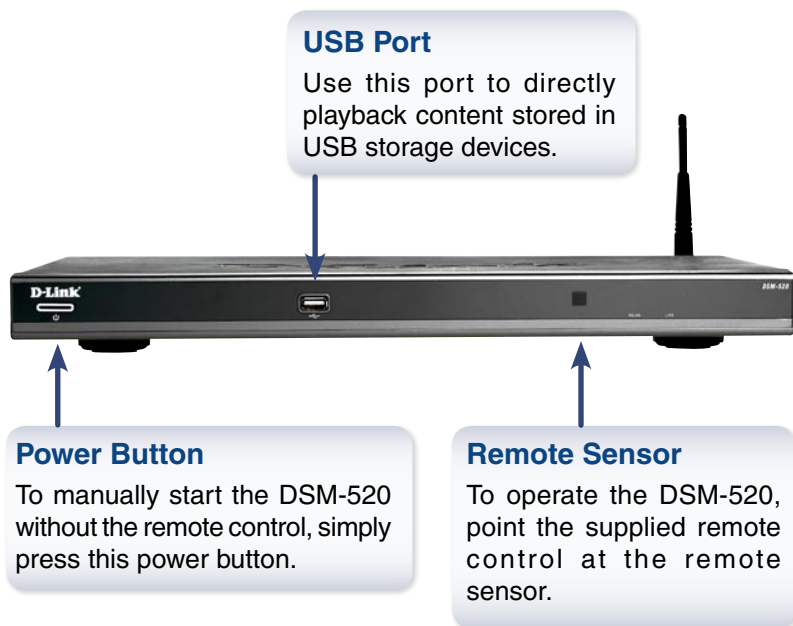 USB Port
Use this port to directly
playback content stored in
USB storage devices.
D-Link
DSM-520
WLAN LAN
Power Button
To manually start the DSM-520
without the remote control, simply
press this power button.
Remote Sensor
To operate the DSM-520,
point the supplied remote
control at the remote
sensor.